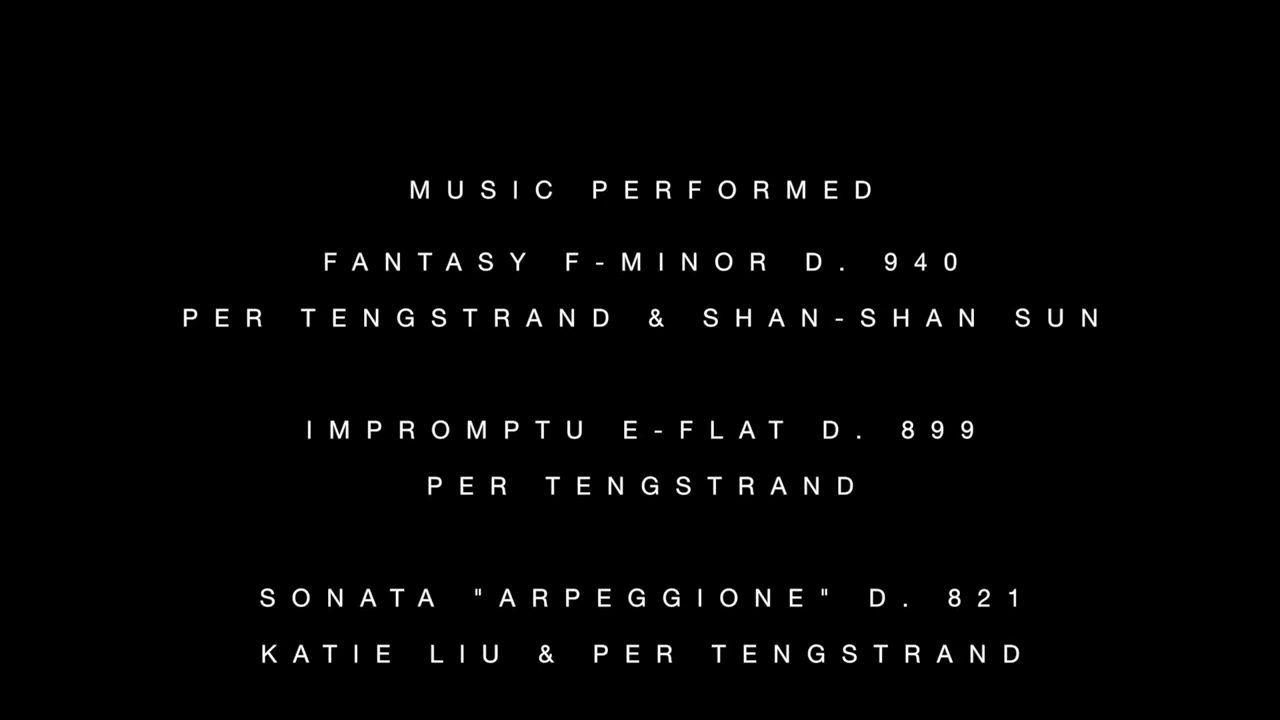 MUSIC PERFORMED
FANTASY F-MINOR D. 940
PER TENGSTRAND & SHAN-SHAN SUN
IMPROMPTU E-FLAT D. 899
PER TENGSTRAND
SONATA "ARPEGGIONE" D. 821
KATIE LIU & PER TENGSTRAND